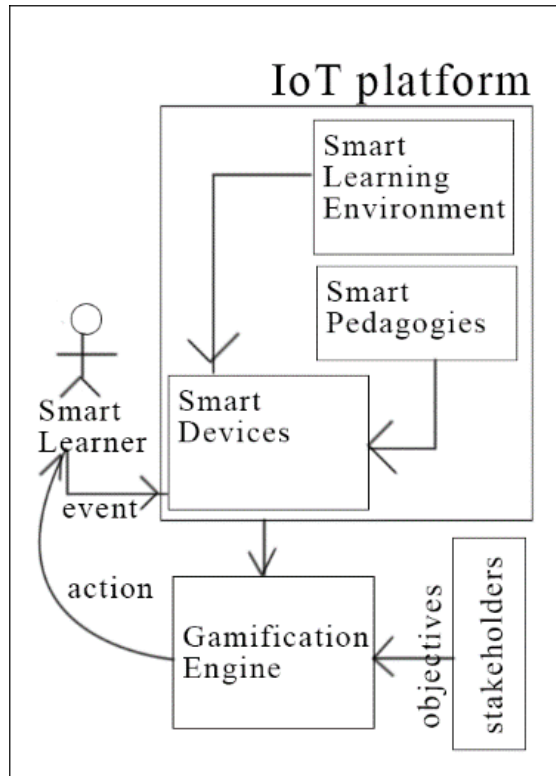 IoT platform
Smart
Learning
Environment
Smart
Pedagogies
Smart
Learner
Smart
Devices
event
action
Gamification
Engine
objectives
stakeholders